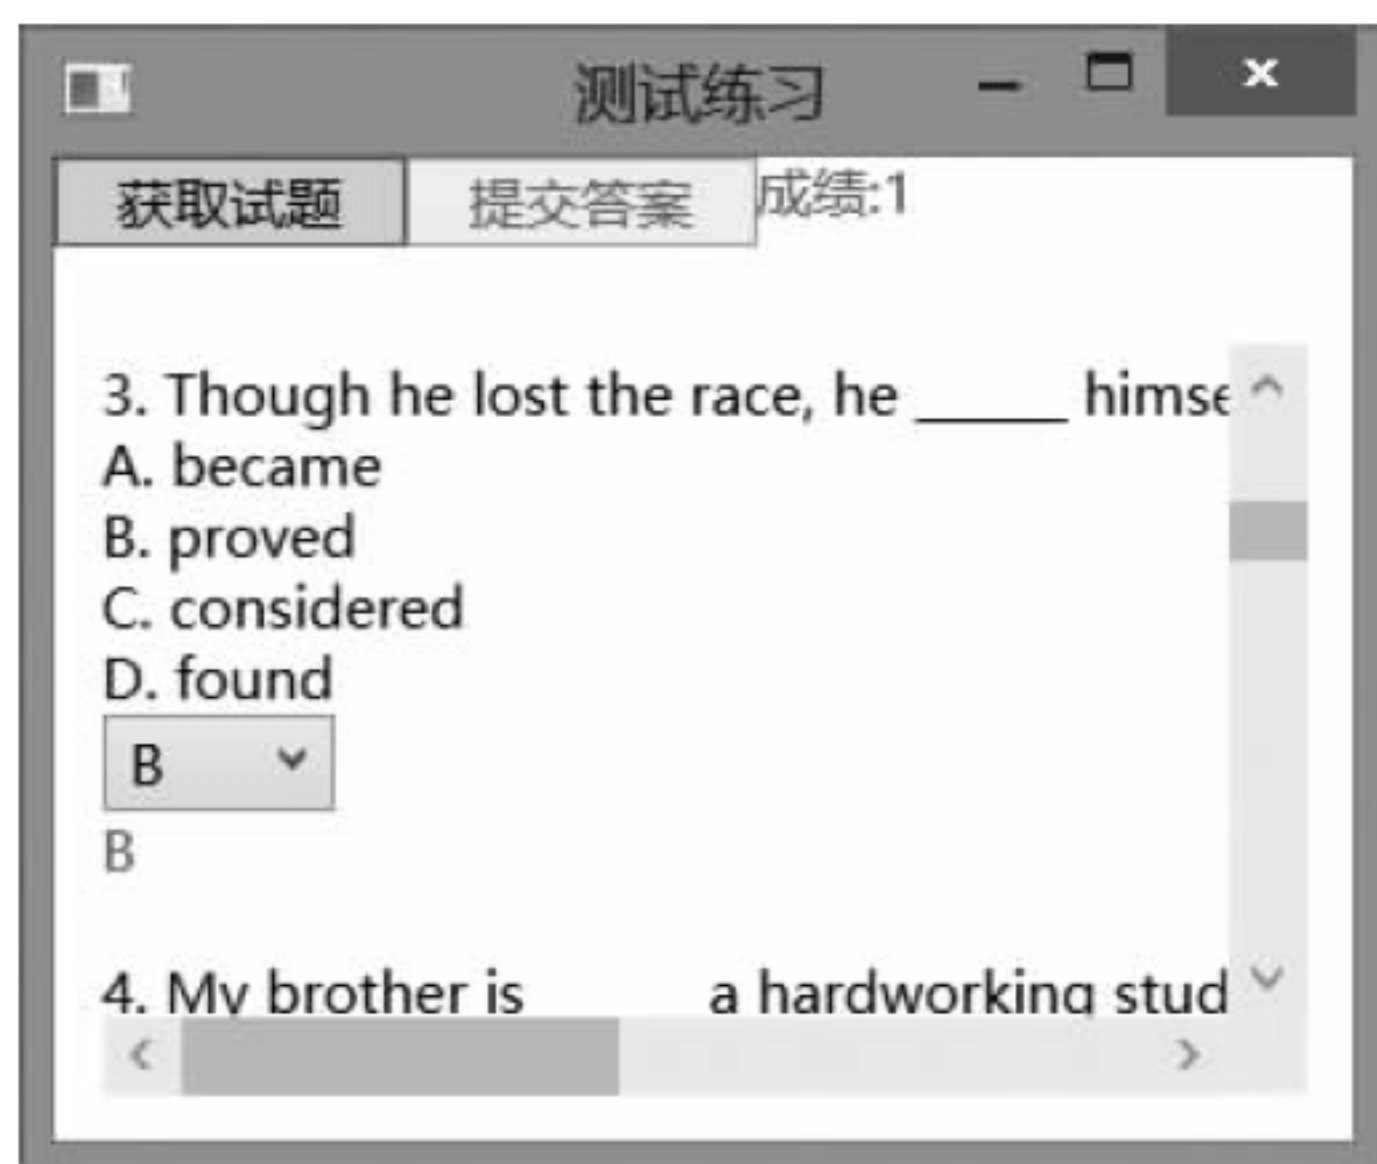 测试练习
获取试题 提交答案 成绩:1
3. Though he lost the race, he ______ himse
A. became
B. proved
C. considered
D. found
B
B
4. My brother is a hardworking stud